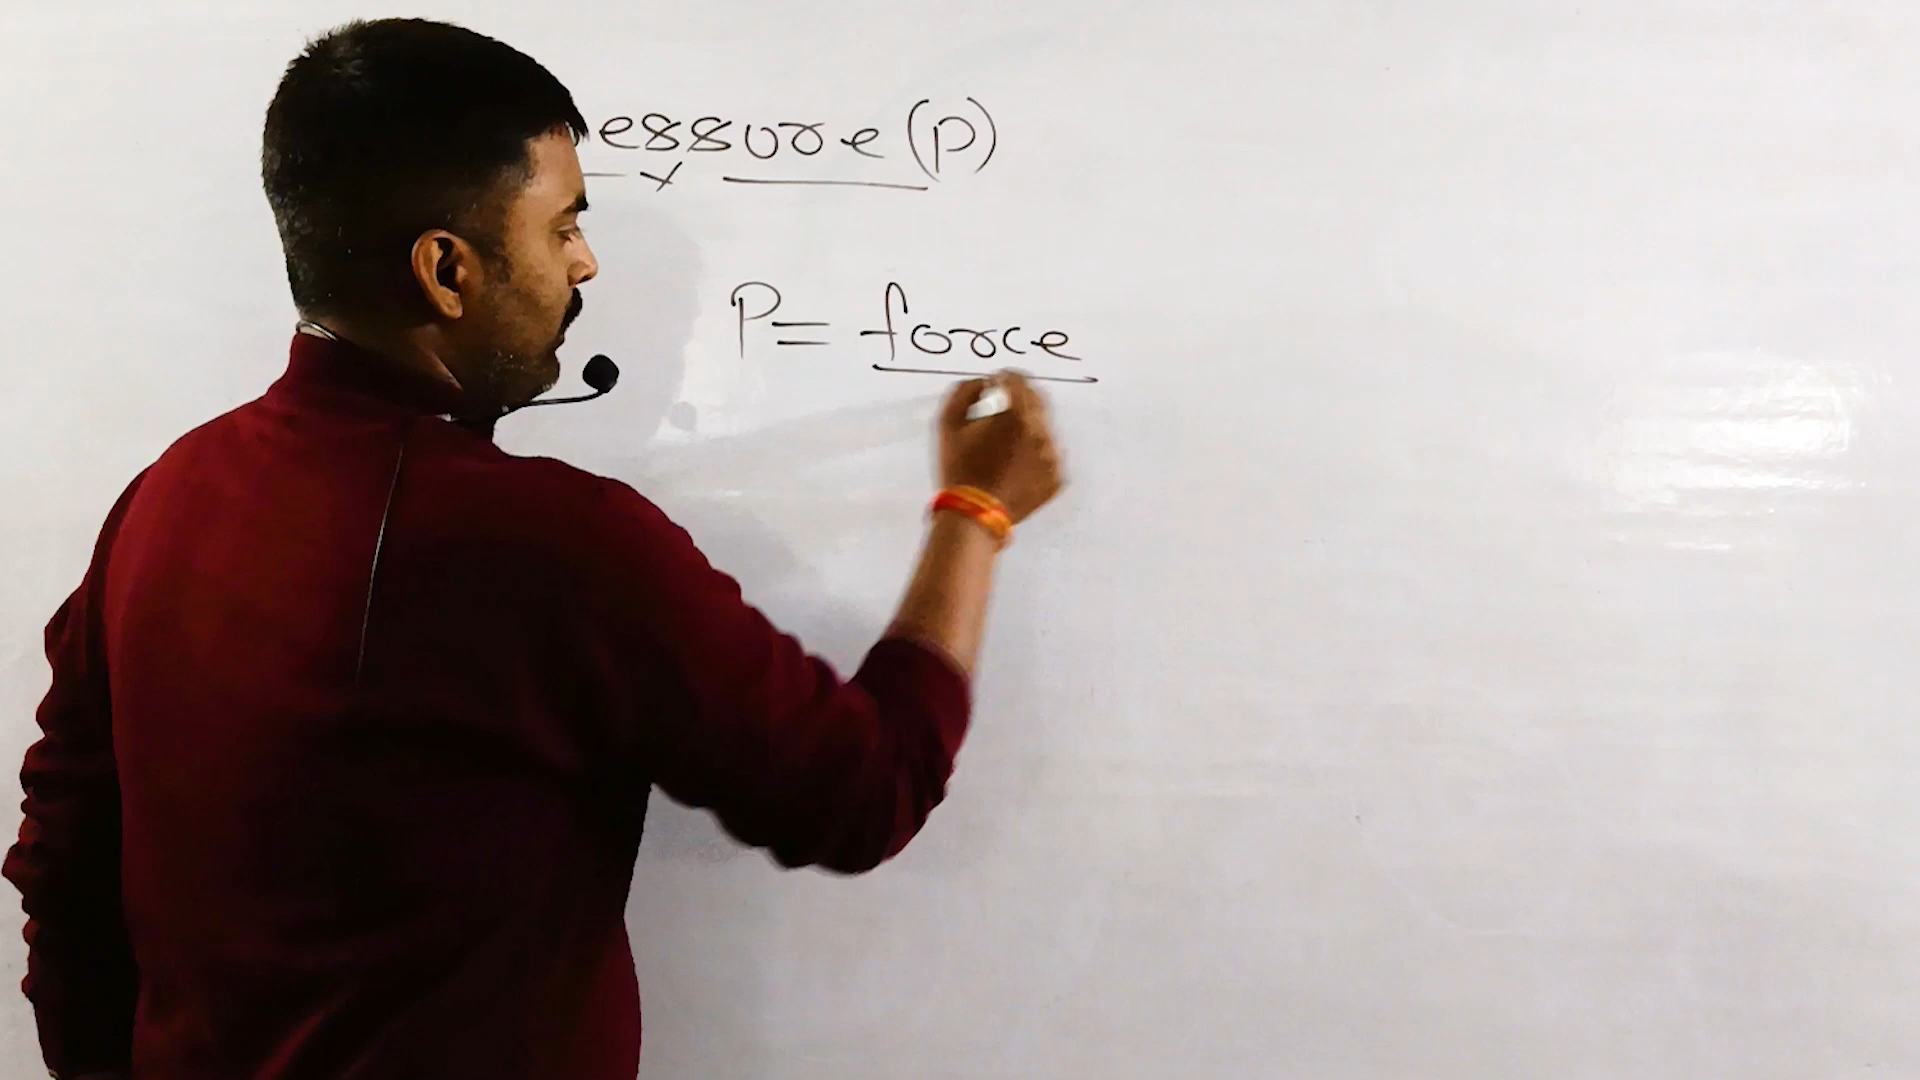 essure (P)
P = force